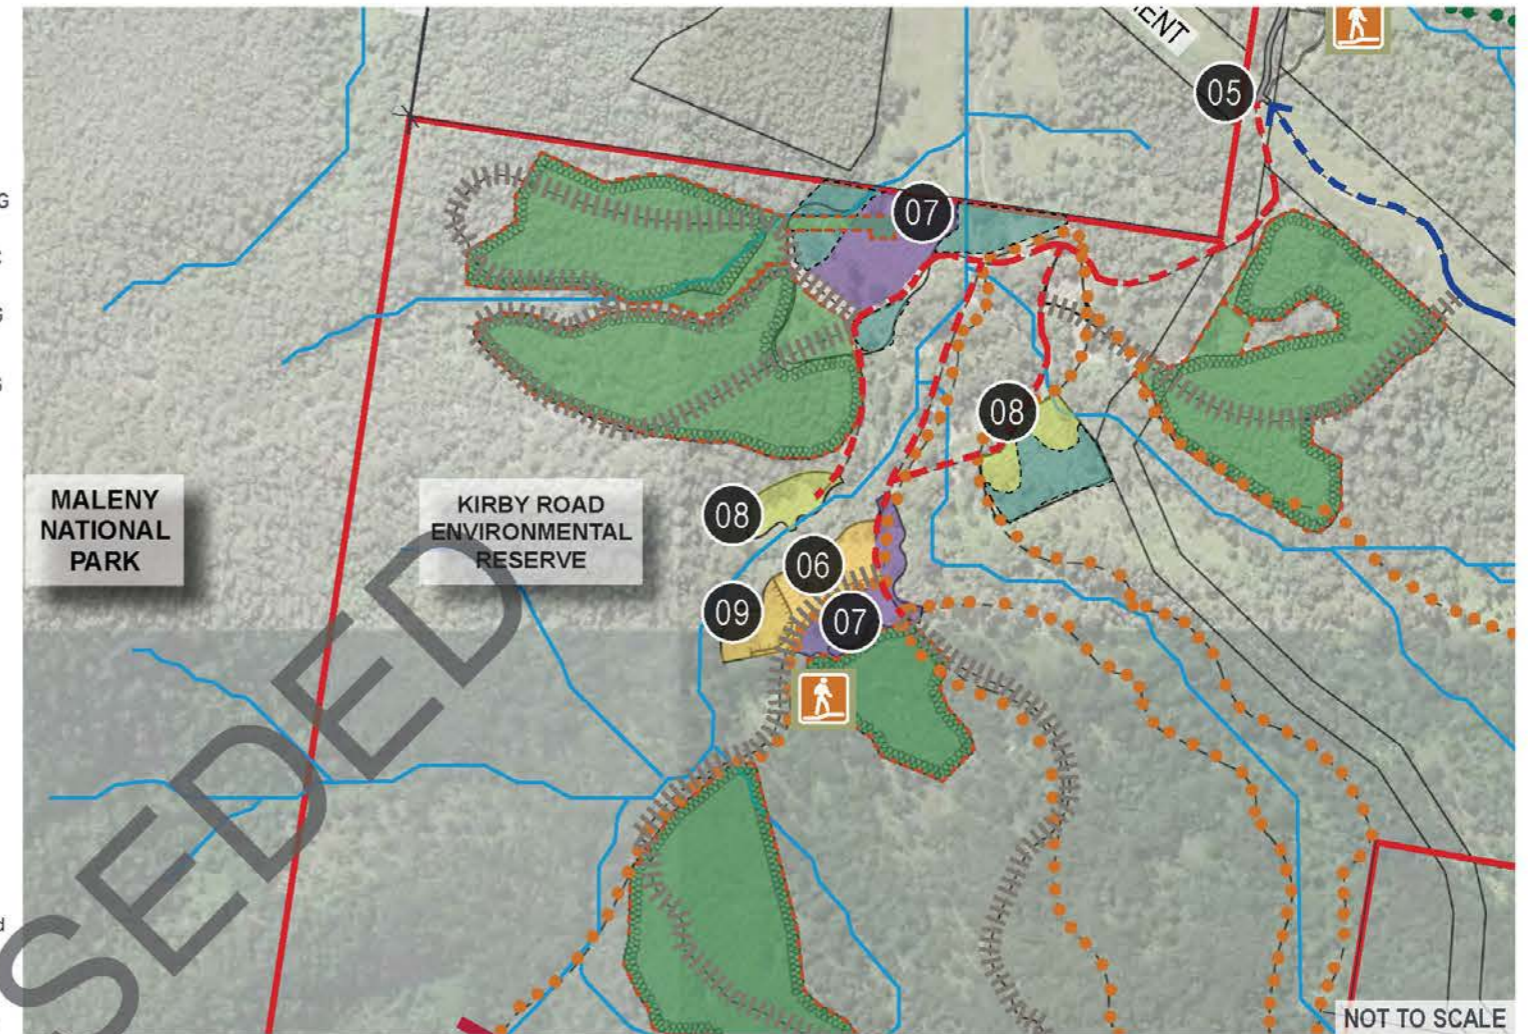 ENT
05
07
08
MALENY
NATIONAL
PARK
KIRBY ROAD
ENVIRONMENTAL
RESERVE
08
06
09
07
SEDED
NOT TO SCALE